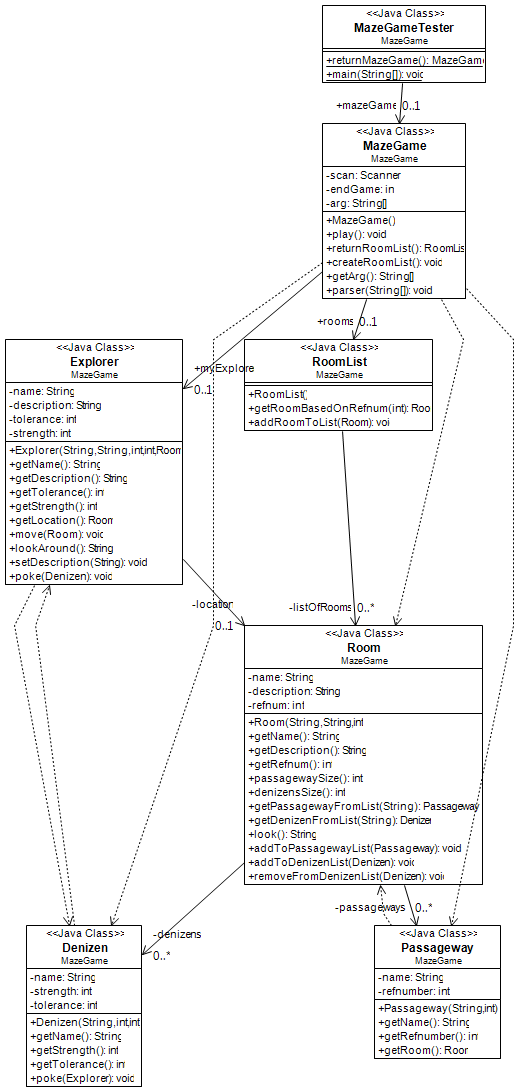 <<Java Class>>
MazeGameTester
MazeGame
+returnMazeGame(): MazeGam
+main(String[]): voic
+mazeGame 0..1
<<Java Class>>
MazeGame
MazeGame
-scan: Scanner
-endGame: in
-arg: String[]
+MazeGame()
+play(): void
+returnRoomList(): RoomLis
+createRoomList(): voic
+getArg(): String[]
+parser(String[]): void
+rooms 0..1
+myExplore
0..1
<<Java Class>>
Explorer
MazeGame
-name: String
-description: String
-tolerance: int
-strength: int
+Explorer(String,String,int,int,Room
+getName(): String
+getDescription(): String
+getTolerance(): int
+getStrength(): int
+getLocation(): Room
+move(Room): void
+lookAround(): String
+setDescription(String): void
+poke(Denizen): void
<<Java Class>>
RoomList
MazeGame
+RoomList(
+getRoomBasedOnRefnum(int): Roo
+addRoomToList(Room): voi
-location
0..1
-listOfRooms 0..*
<<Java Class>>
Room
MazeGame
-name: String
-description: String
-refnum: int
+Room(String,String,int
+getName(): String
+getDescription(): String
+getRefnum(): int
+passagewaySize(): int
+denizensSize(): int
+getPassagewayFromList(String): Passageway
+getDenizenFromList(String): Denizen
+look(): String
+addToPassagewayList(Passageway): void
+addToDenizenList(Denizen): void
+removeFromDenizenList(Denizen): void
-denizens
0..*
-passageways 0..*
<<Java Class>>
Denizen
MazeGame
-name: String
-strength: int
-tolerance: int
+Denizen(String,int,int
+getName(): String
+getStrength(): int
+getTolerance(): int
+poke(Explorer): void
<<Java Class>>
Passageway
MazeGame
-name: String
-refnumber: int
+Passageway(String,int)
+getName(): String
+getRefnumber(): int
+getRoom(): Roor